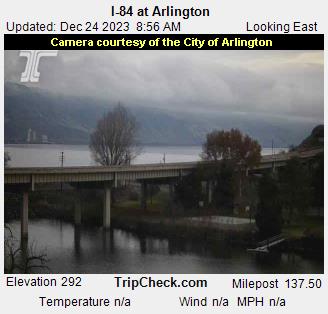 I-84 at Arlington
Updated: Dec 24 2023 8:56 AM Looking East
Camera courtesy of the City of Arlington
Elevation 292 TripCheck.com Milepost 137.50
Temperature n/a Wind n/a MPH n/a